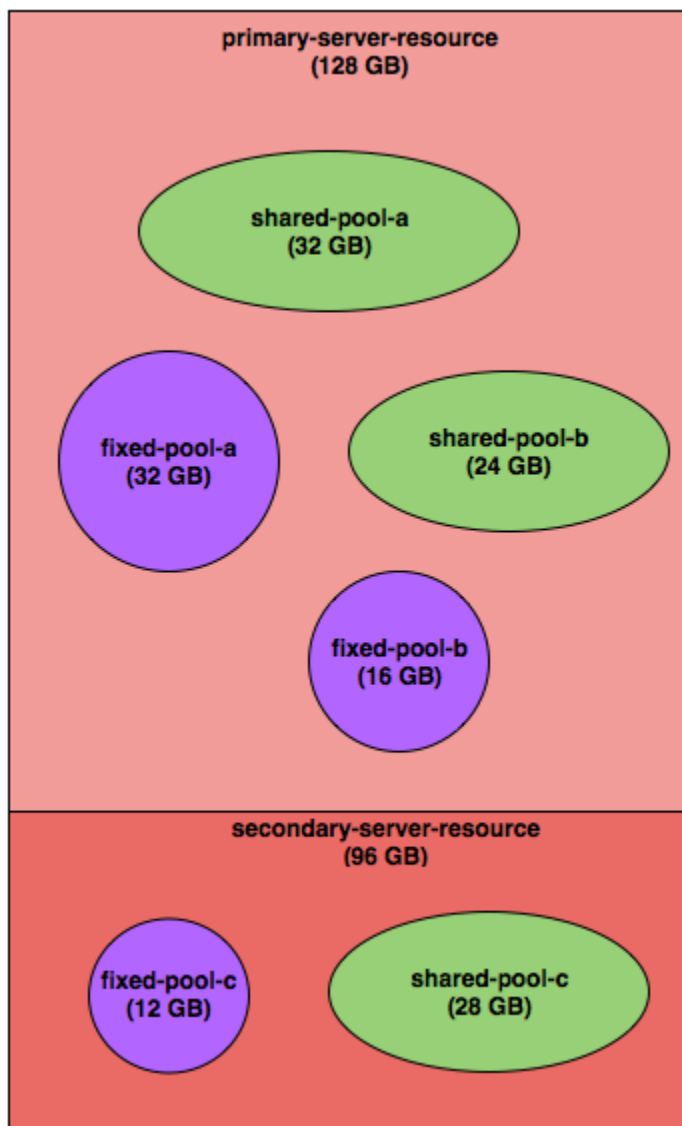 primary-server-resource
(128 GB)
shared-pool-a
(32 GB)
fixed-pool-a
(32 GB)
shared-pool-b
(24 GB)
fixed-pool-b
(16 GB)
secondary-server-resource
(96 GB)
fixed-pool-c
(12 GB)
shared-pool-c
(28 GB)